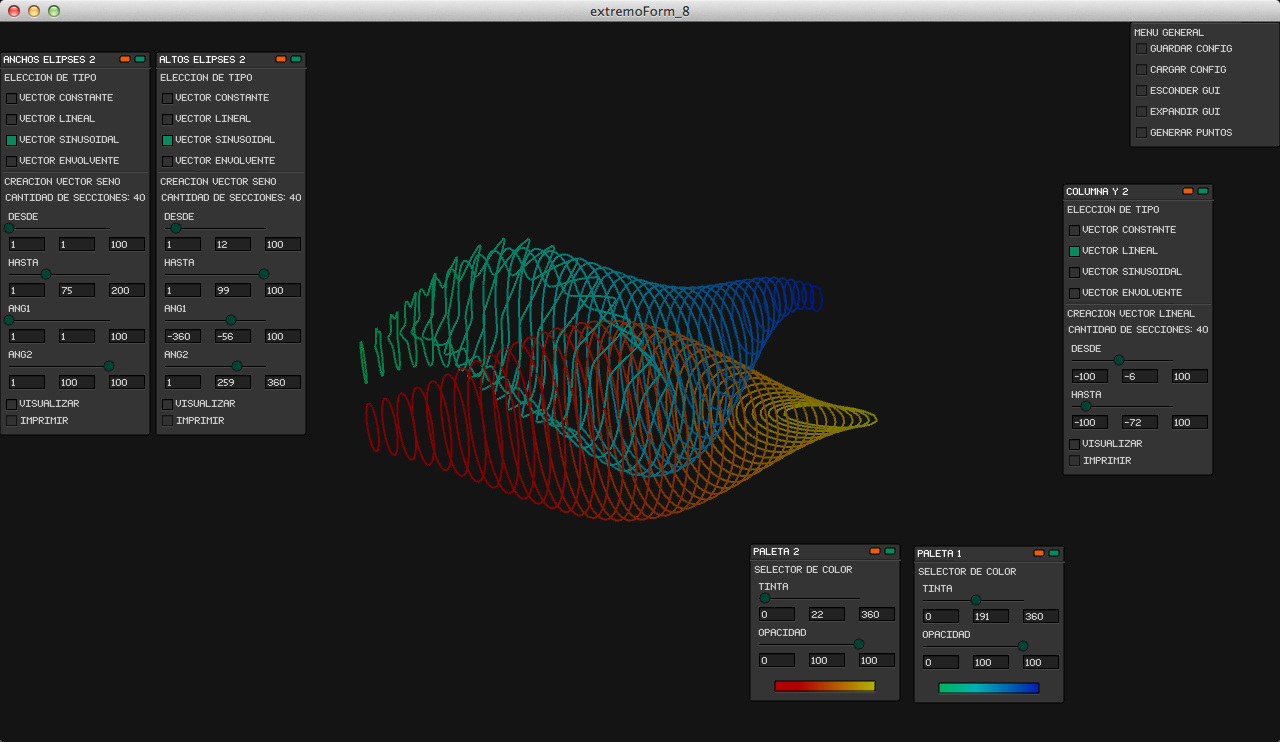 extremoForm_8
MENU GENERAL
GUARDAR CONFIG
CARGAR CONFIG
ESCONDER GUI
EXPANDIR GUI
GENERAR PUNTOS
ANCHOS ELIPSES 2
ELECCION DE TIPO
VECTOR CONSTANTE
VECTOR LINEAL
VECTOR SINUSOIDAL
VECTOR ENVOLVENTE
CREACION VECTOR SENO
CANTIDAD DE SECCIONES: 40
DESDE
1 1 100
HASTA
1 75 200
ANG1
1 1 100
ANG2
1 100 100
VISUALIZAR
IMPRIMIR
ALTOS ELIPSES 2
ELECCION DE TIPO
VECTOR CONSTANTE
VECTOR LINEAL
VECTOR SINUSOIDAL
VECTOR ENVOLVENTE
CREACION VECTOR SENO
CANTIDAD DE SECCIONES: 40
DESDE
1 12 100
HASTA
1 99 100
ANG1
-360 -56 100
ANG2
1 259 360
VISUALIZAR
IMPRIMIR
COLUMNA Y 2
ELECCION DE TIPO
VECTOR CONSTANTE
VECTOR LINEAL
VECTOR SINUSOIDAL
VECTOR ENVOLVENTE
CREACION VECTOR LINEAL
CANTIDAD DE SECCIONES: 40
DESDE
-100 -6 100
HASTA
-100 -72 100
VISUALIZAR
IMPRIMIR
PALETA 2
SELECTOR DE COLOR
TINTA
0 22 360
OPACIDAD
0 100 100
PALETA 1
SELECTOR DE COLOR
TINTA
0 191 360
OPACIDAD
0 100 100